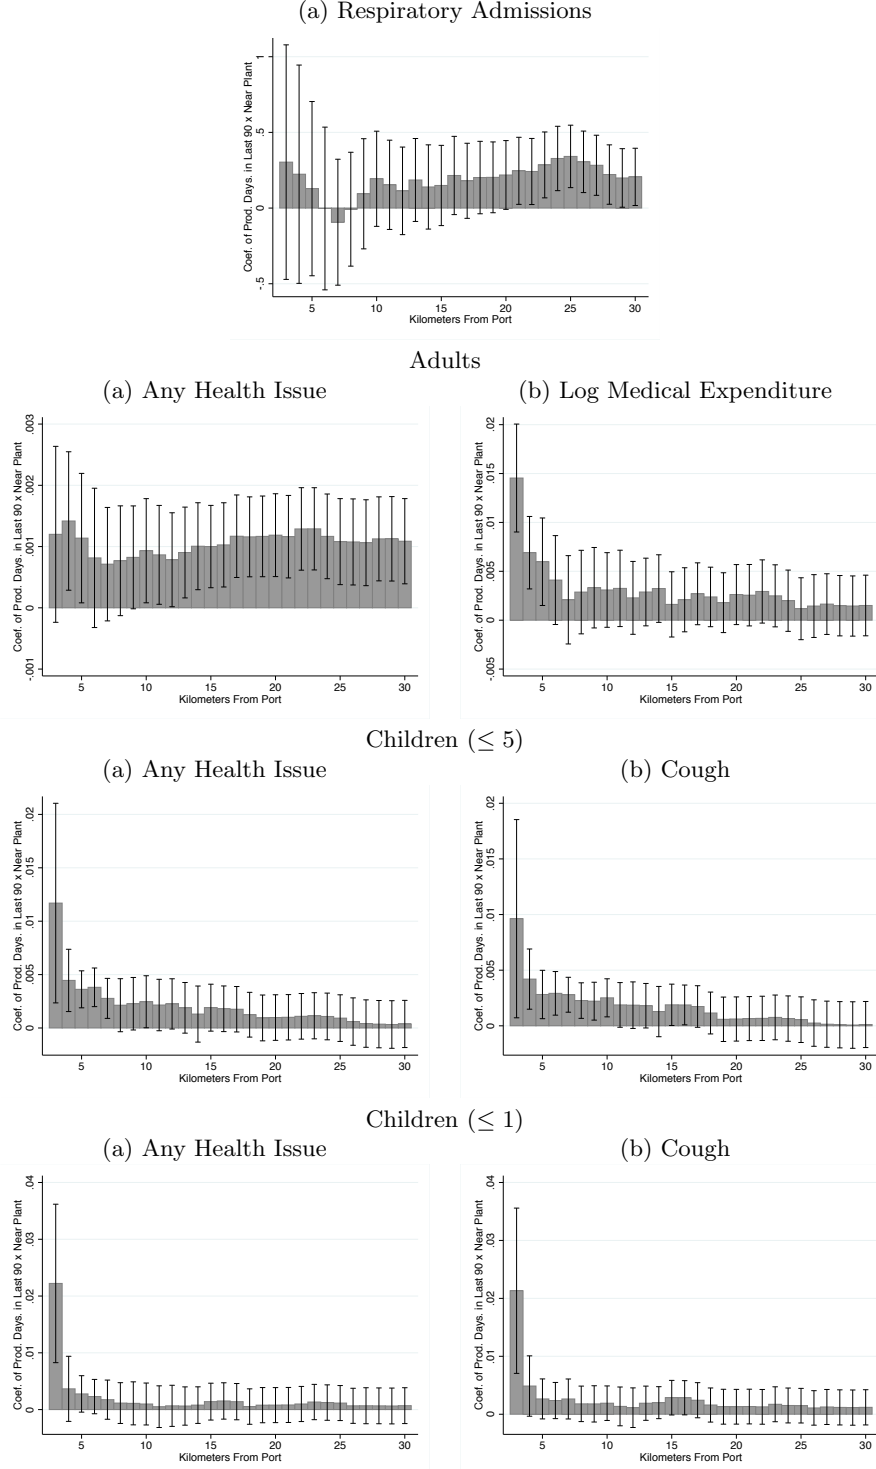 (a) Respiratory Admissions
Coef. of Prod. Days. in Last 90 x Near Plant
1
.5
0
-.5
5 10 15 20 25 30
Kilometers From Port
Adults
(a) Any Health Issue
(b) Log Medical Expenditure
Coef. of Prod. Days. in Last 90 x Near Plant
.003
.002
.001
0
-.001
5 10 15 20 25 30
Kilometers From Port
Coef. of Prod. Days. in Last 90 x Near Plant
.02
.015
.01
.005
0
-.005
5 10 15 20 25 30
Kilometers From Port
Children (≤ 5)
(a) Any Health Issue
(b) Cough
Coef. of Prod. Days. in Last 90 x Near Plant
.02
.015
.01
.005
0
5 10 15 20 25 30
Kilometers From Port
Coef. of Prod. Days. in Last 90 x Near Plant
.02
.015
.01
.005
0
5 10 15 20 25 30
Kilometers From Port
Children (≤ 1)
(a) Any Health Issue
(b) Cough
Coef. of Prod. Days. in Last 90 x Near Plant
.04
.03
.02
.01
0
5 10 15 20 25 30
Kilometers From Port
Coef. of Prod. Days. in Last 90 x Near Plant
.04
.03
.02
.01
0
5 10 15 20 25 30
Kilometers From Port